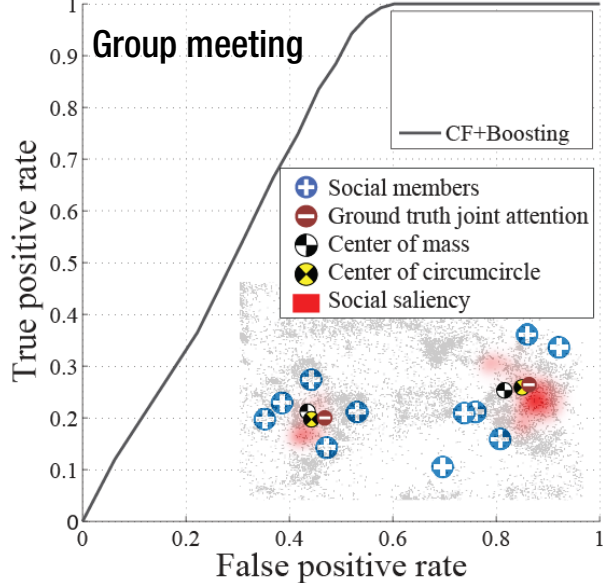 Group meeting
CF+Boosting
Social members
Ground truth joint attention
Center of mass
Center of circumcircle
Social saliency
True positive rate
1
0.9
0.8
0.7
0.6
0.5
0.4
0.3
0.2
0.1
0
0 0.2 0.4 0.6 0.8 1
False positive rate